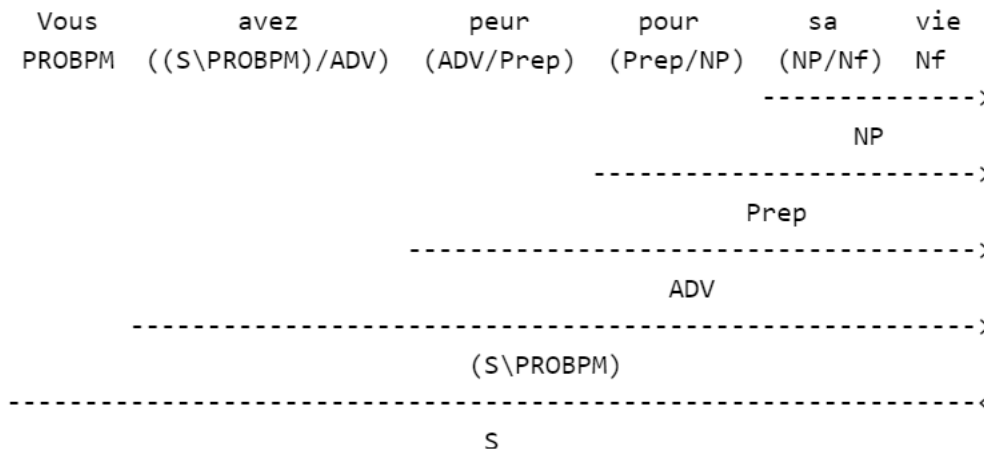 Vous avez peur pour sa vie
PROBPM ((S\PROBPM)/ADV) (ADV/Prep) (Prep/NP) (NP/Nf) Nf
-------------->
NP
------------------------->
Prep
------------------------------------->
ADV
------------------------------------------------------->
(S\PROBPM)
---------------------------------------------------------------<
S